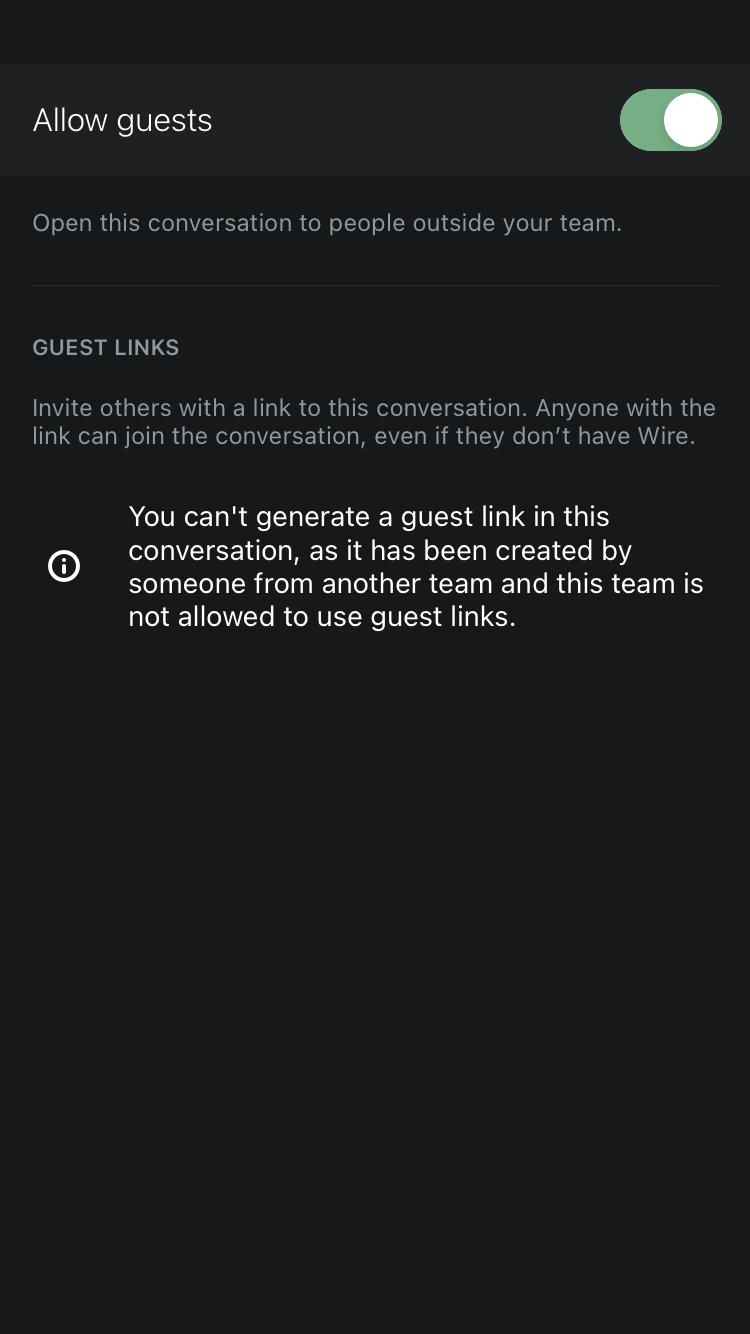 Allow guests
Open this conversation to people outside your team.
GUEST LINKS
Invite others with a link to this conversation. Anyone with the
link can join the conversation, even if they don’t have Wire.
You can't generate a guest link in this
conversation, as it has been created by
someone from another team and this team is
not allowed to use guest links.